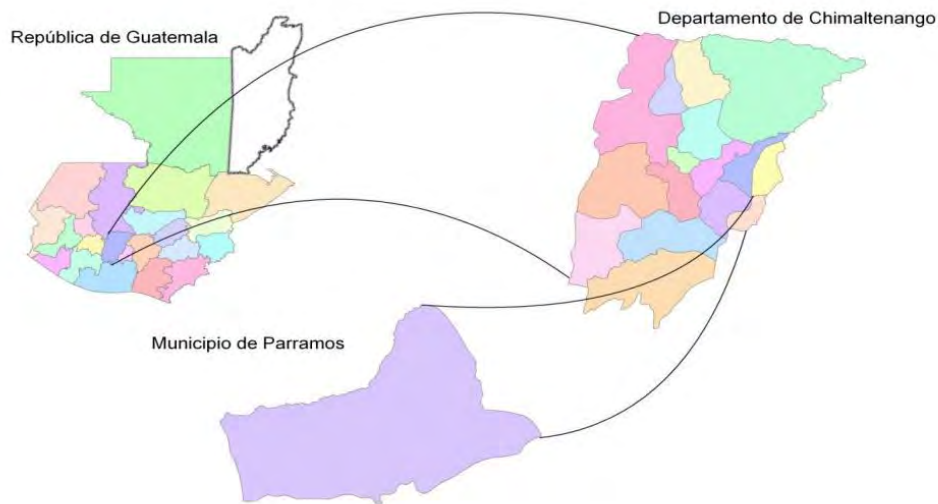 República de Guatemala
Departamento de Chimaltenango
Municipio de Parramos